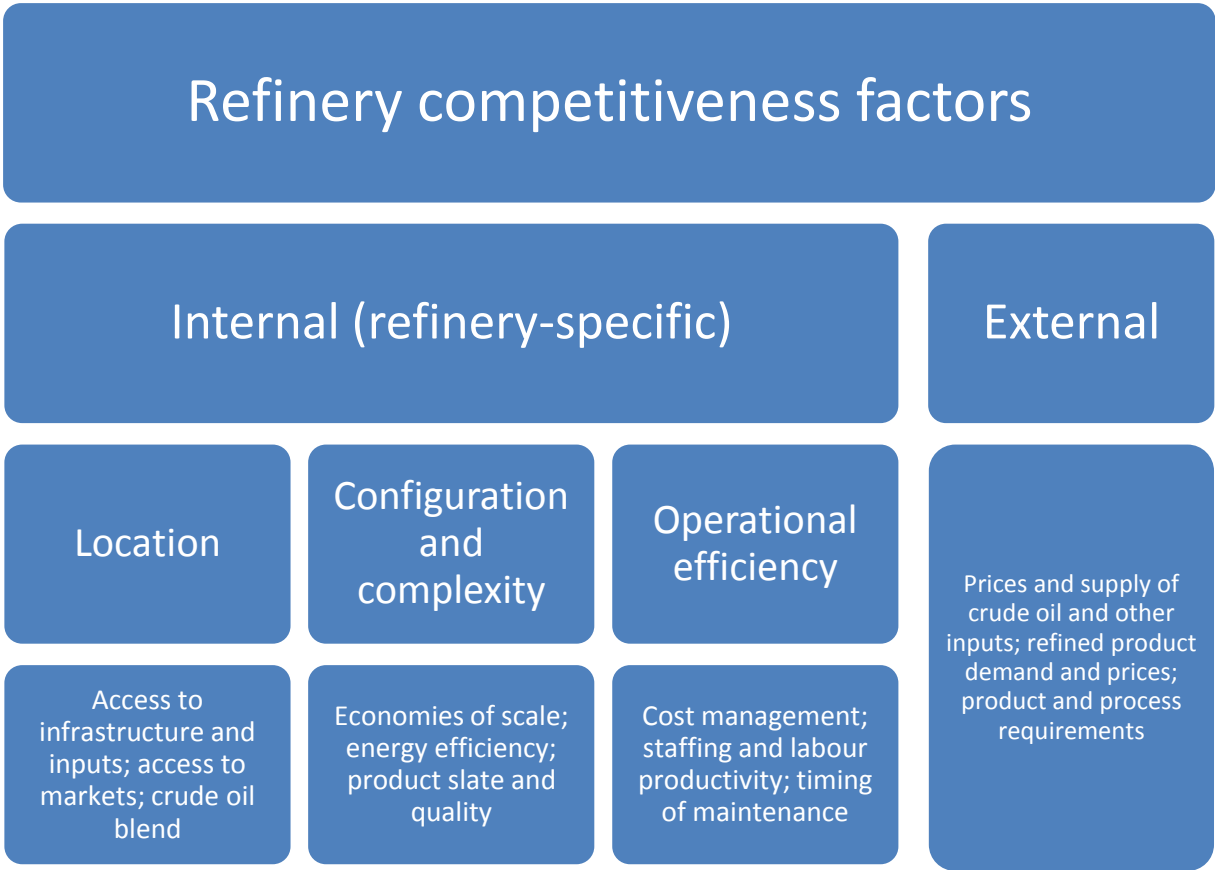 Refinery competitiveness factors
Internal (refinery-specific)
External
Location
Configuration
and
complexity
Operational
efficiency
Prices and supply of
crude oil and other
inputs; refined product
demand and prices;
product and process
requirements
Access to
infrastructure and
inputs; access to
markets; crude oil
blend
Economies of scale;
energy efficiency;
product slate and
quality
Cost management;
staffing and labour
productivity; timing
of maintenance